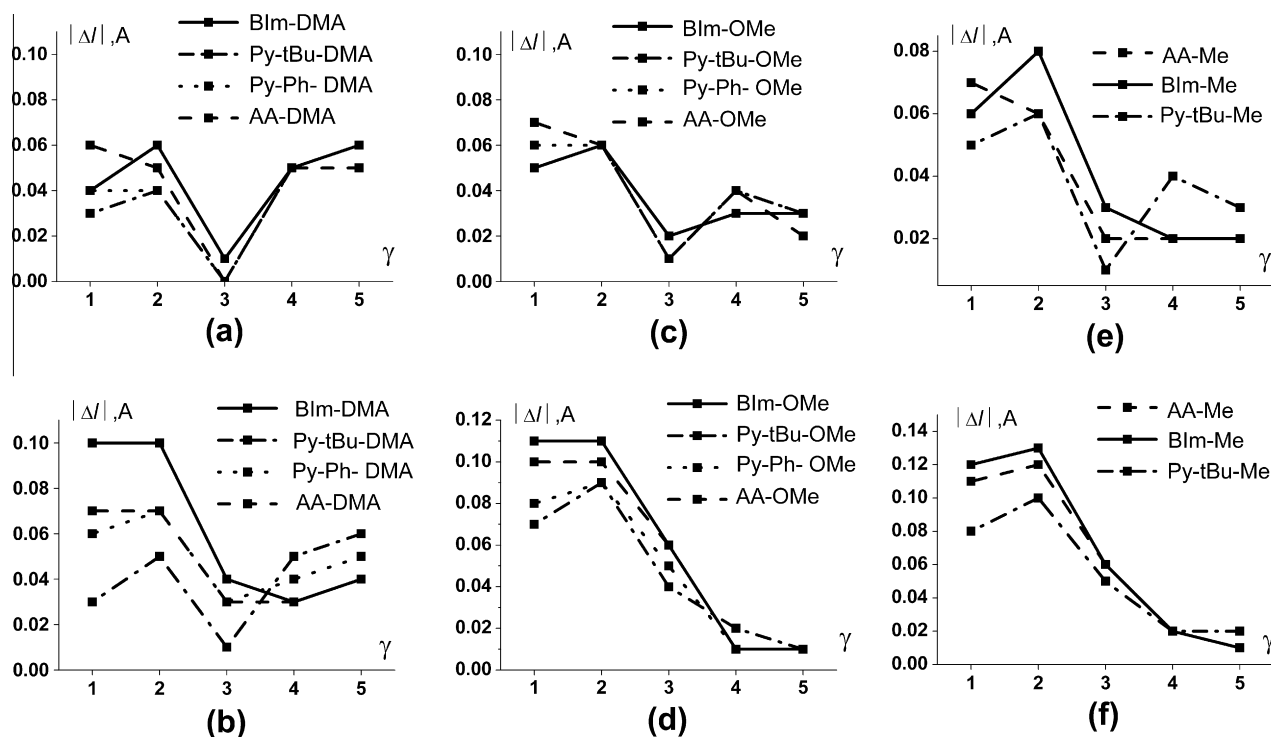 |Δl|,A
BIm-DMA
Py-tBu-DMA
Py-Ph- DMA
AA-DMA
0.10
0.08
0.06
0.04
0.02
0.00
1 2 3 4 5
γ
(a)
|Δl|,A
BIm-OMe
Py-tBu-OMe
Py-Ph- OMe
AA-OMe
0.10
0.08
0.06
0.04
0.02
0.00
1 2 3 4 5
γ
(c)
|Δl|,A
AA-Me
BIm-Me
Py-tBu-Me
0.08
0.06
0.04
0.02
1 2 3 4 5
γ
(e)
|Δl|,A
BIm-DMA
Py-tBu-DMA
Py-Ph- DMA
AA-DMA
0.10
0.08
0.06
0.04
0.02
0.00
1 2 3 4 5
γ
(b)
|Δl|,A
BIm-OMe
Py-tBu-OMe
Py-Ph- OMe
AA-OMe
0.12
0.10
0.08
0.06
0.04
0.02
0.00
1 2 3 4 5
γ
(d)
|Δl|,A
AA-Me
BIm-Me
Py-tBu-Me
0.14
0.12
0.10
0.08
0.06
0.04
0.02
0.00
1 2 3 4 5
γ
(f)